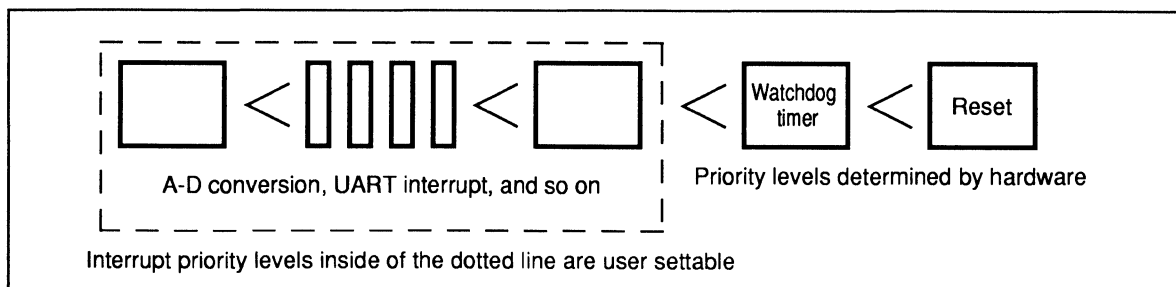 Watchdog
timer
Reset
A-D conversion, UART interrupt, and so on
Priority levels determined by hardware
Interrupt priority levels inside of the dotted line are user settable